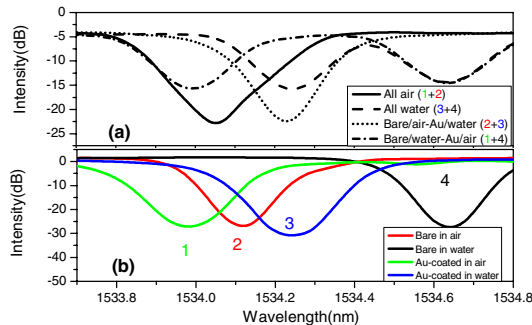 Intensity(dB)
0
-5
-10
-15
-20
-25
(a)
All air (1+2)
All water (3+4)
Bare/air-Au/water (2+3)
Bare/water-Au/air (1+4)
Intensity(dB)
0
-10
-20
-30
-40
-50
1
2
3
4
(b)
Bare in air
Bare in water
Au-coated in air
Au-coated in water
1533.8 1534.0 1534.2 1534.4 1534.6 1534.8
Wavelength(nm)